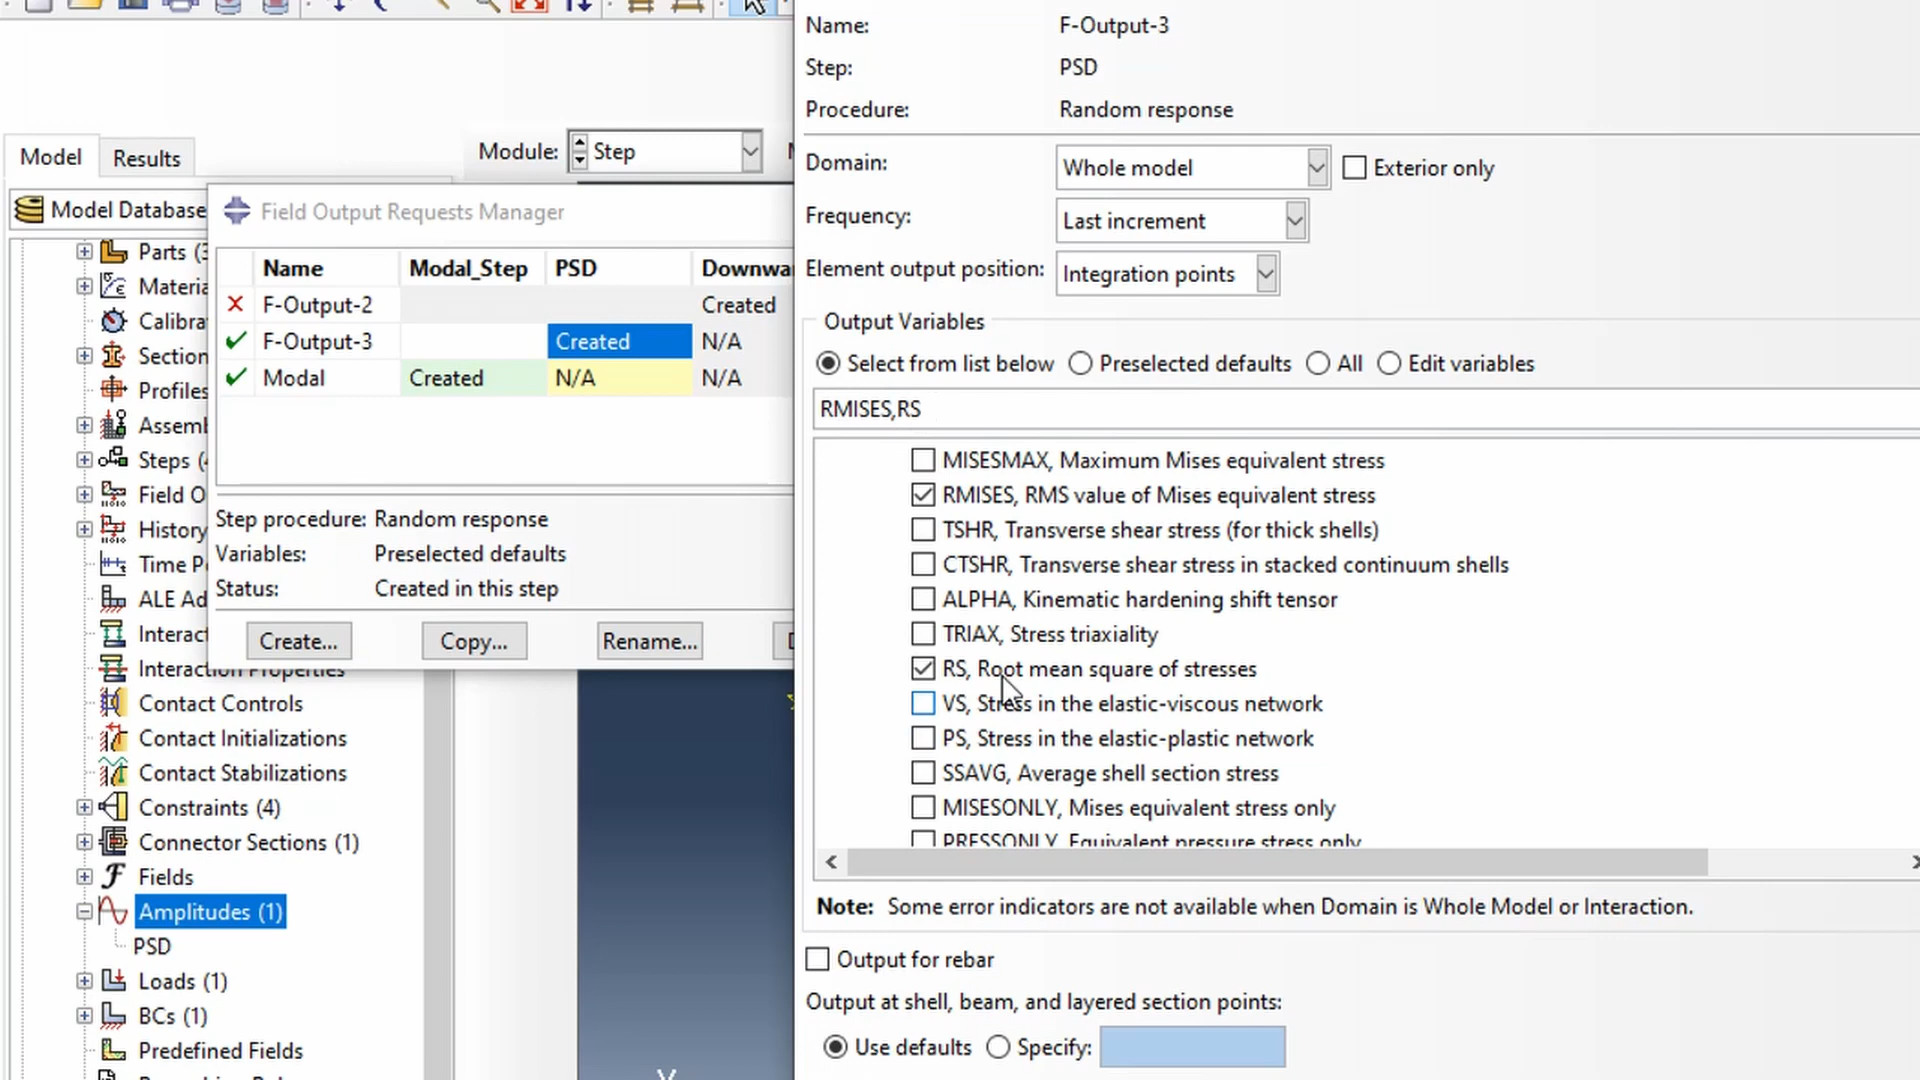 Name: F-Output-3
Step: PSD
Procedure: Random response
Model Results
Module: Step
Domain: Whole model Exterior only
Model Database
Field Output Requests Manager
Frequency: Last increment
Element output position: Integration points
Name Modal_Step PSD
F-Output-2 Created
F-Output-3 Created N/A
Modal Created N/A N/A
Output Variables
Select from list below Preselected defaults All Edit variables
RMISES,RS
MISESMAX, Maximum Mises equivalent stress
RMISES, RMS value of Mises equivalent stress
TSHR, Transverse shear stress (for thick shells)
CTSHR, Transverse shear stress in stacked continuum shells
ALPHA, Kinematic hardening shift tensor
TRIAX, Stress triaxiality
RS, Root mean square of stresses
VS, Stress in the elastic-viscous network
PS, Stress in the elastic-plastic network
SSAVG, Average shell section stress
MISESONLY, Mises equivalent stress only
PRESSONLY, Equivalent pressure stress only
Step procedure: Random response
Variables: Preselected defaults
Status: Created in this step
Create... Copy... Rename...
Parts
Steps
History
Interaction Properties
Profiles
Contact Controls
Contact Initializations
Contact Stabilizations
Constraints (4)
Connector Sections (1)
Fields
Amplitudes (1)
PSD
Loads (1)
BCs (1)
Predefined Fields
Note: Some error indicators are not available when Domain is Whole Model or Interaction.
Output for rebar
Output at shell, beam, and layered section points:
Use defaults Specify:
Y